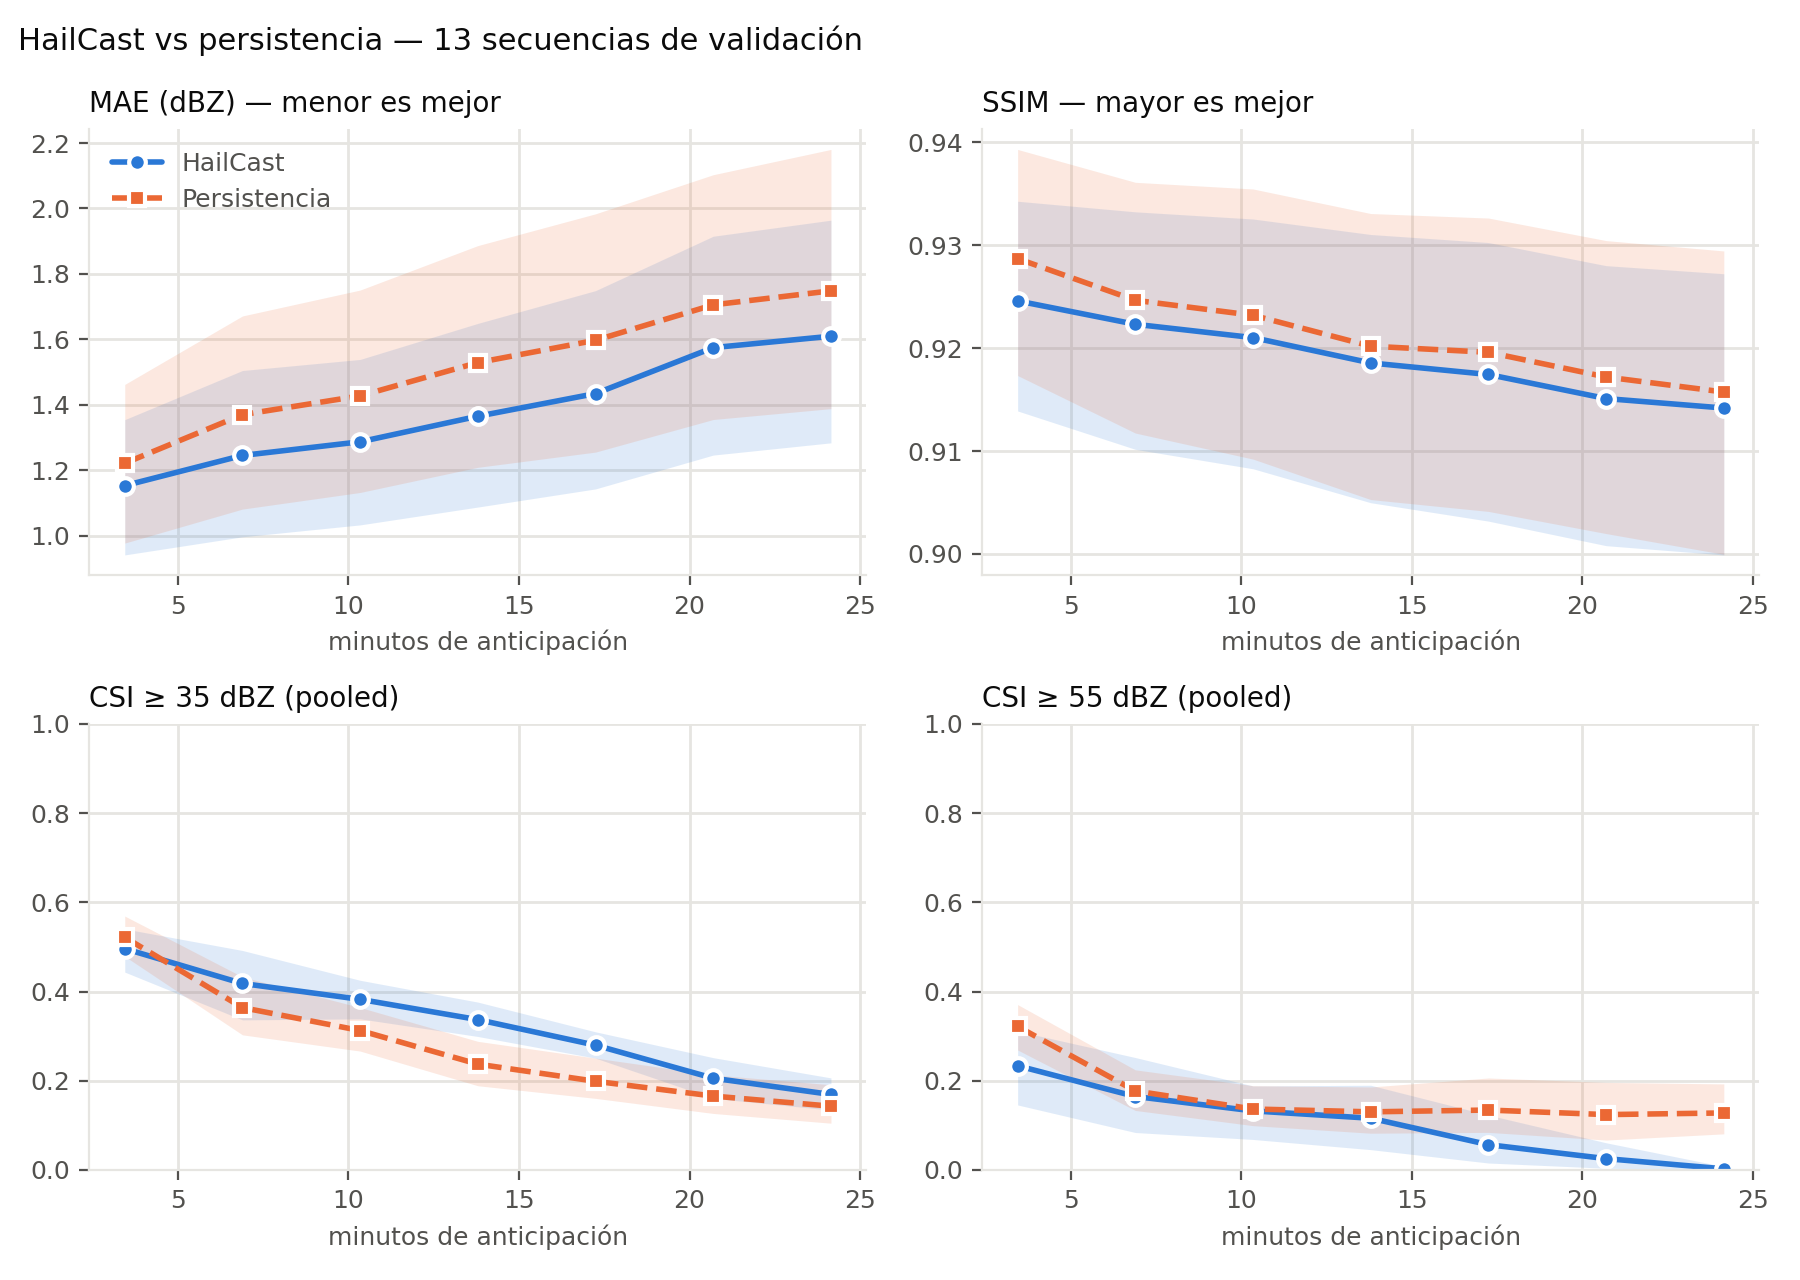 HailCast vs persistencia — 13 secuencias de validación
MAE (dBZ) — menor es mejor
2.2
2.0
1.8
1.6
1.4
1.2
1.0
HailCast
Persistencia
5 10 15 20 25
minutos de anticipación
SSIM — mayor es mejor
0.94
0.93
0.92
0.91
0.90
5 10 15 20 25
minutos de anticipación
CSI ≥ 35 dBZ (pooled)
1.0
0.8
0.6
0.4
0.2
0.0
5 10 15 20 25
minutos de anticipación
CSI ≥ 55 dBZ (pooled)
1.0
0.8
0.6
0.4
0.2
0.0
5 10 15 20 25
minutos de anticipación